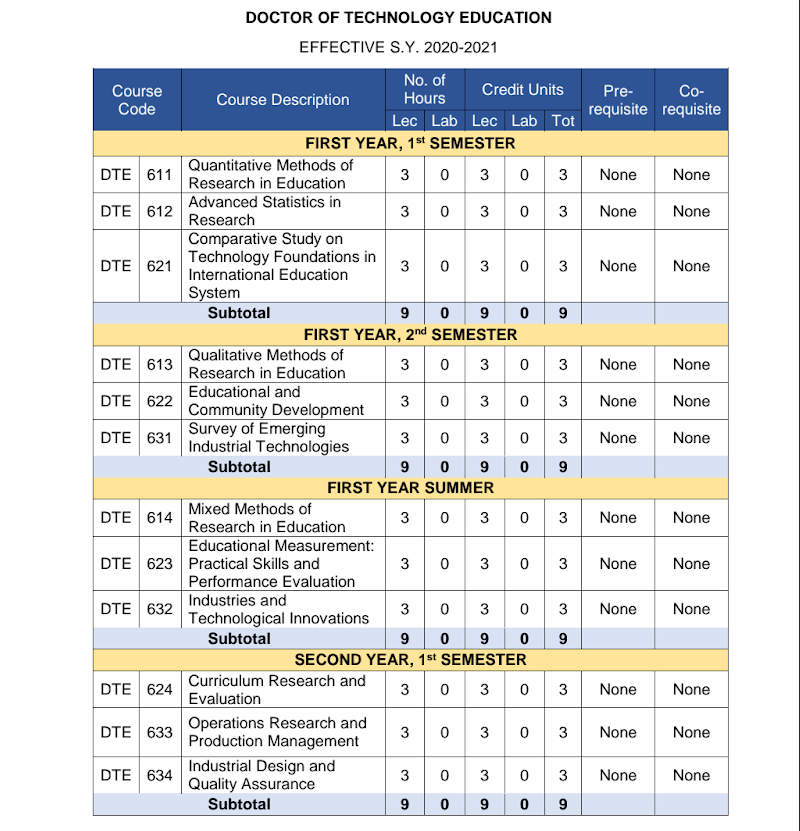 DOCTOR OF TECHNOLOGY EDUCATION
EFFECTIVE S.Y. 2020-2021
Course Code Course Description No. of Hours Credit Units Pre-requisite Co-requisite
Lec Lab Lec Lab Tot
FIRST YEAR, 1st SEMESTER
DTE 611 Quantitative Methods of Research in Education 3 0 3 0 3 None None
DTE 612 Advanced Statistics in Research 3 0 3 0 3 None None
DTE 621 Comparative Study on Technology Foundations in International Education System 3 0 3 0 3 None None
Subtotal 9 0 9 0 9
FIRST YEAR, 2nd SEMESTER
DTE 613 Qualitative Methods of Research in Education 3 0 3 0 3 None None
DTE 622 Educational and Community Development 3 0 3 0 3 None None
DTE 631 Survey of Emerging Industrial Technologies 3 0 3 0 3 None None
Subtotal 9 0 9 0 9
FIRST YEAR SUMMER
DTE 614 Mixed Methods of Research in Education 3 0 3 0 3 None None
DTE 623 Educational Measurement: Practical Skills and Performance Evaluation 3 0 3 0 3 None None
DTE 632 Industries and Technological Innovations 3 0 3 0 3 None None
Subtotal 9 0 9 0 9
SECOND YEAR, 1st SEMESTER
DTE 624 Curriculum Research and Evaluation 3 0 3 0 3 None None
DTE 633 Operations Research and Production Management 3 0 3 0 3 None None
DTE 634 Industrial Design and Quality Assurance 3 0 3 0 3 None None
Subtotal 9 0 9 0 9